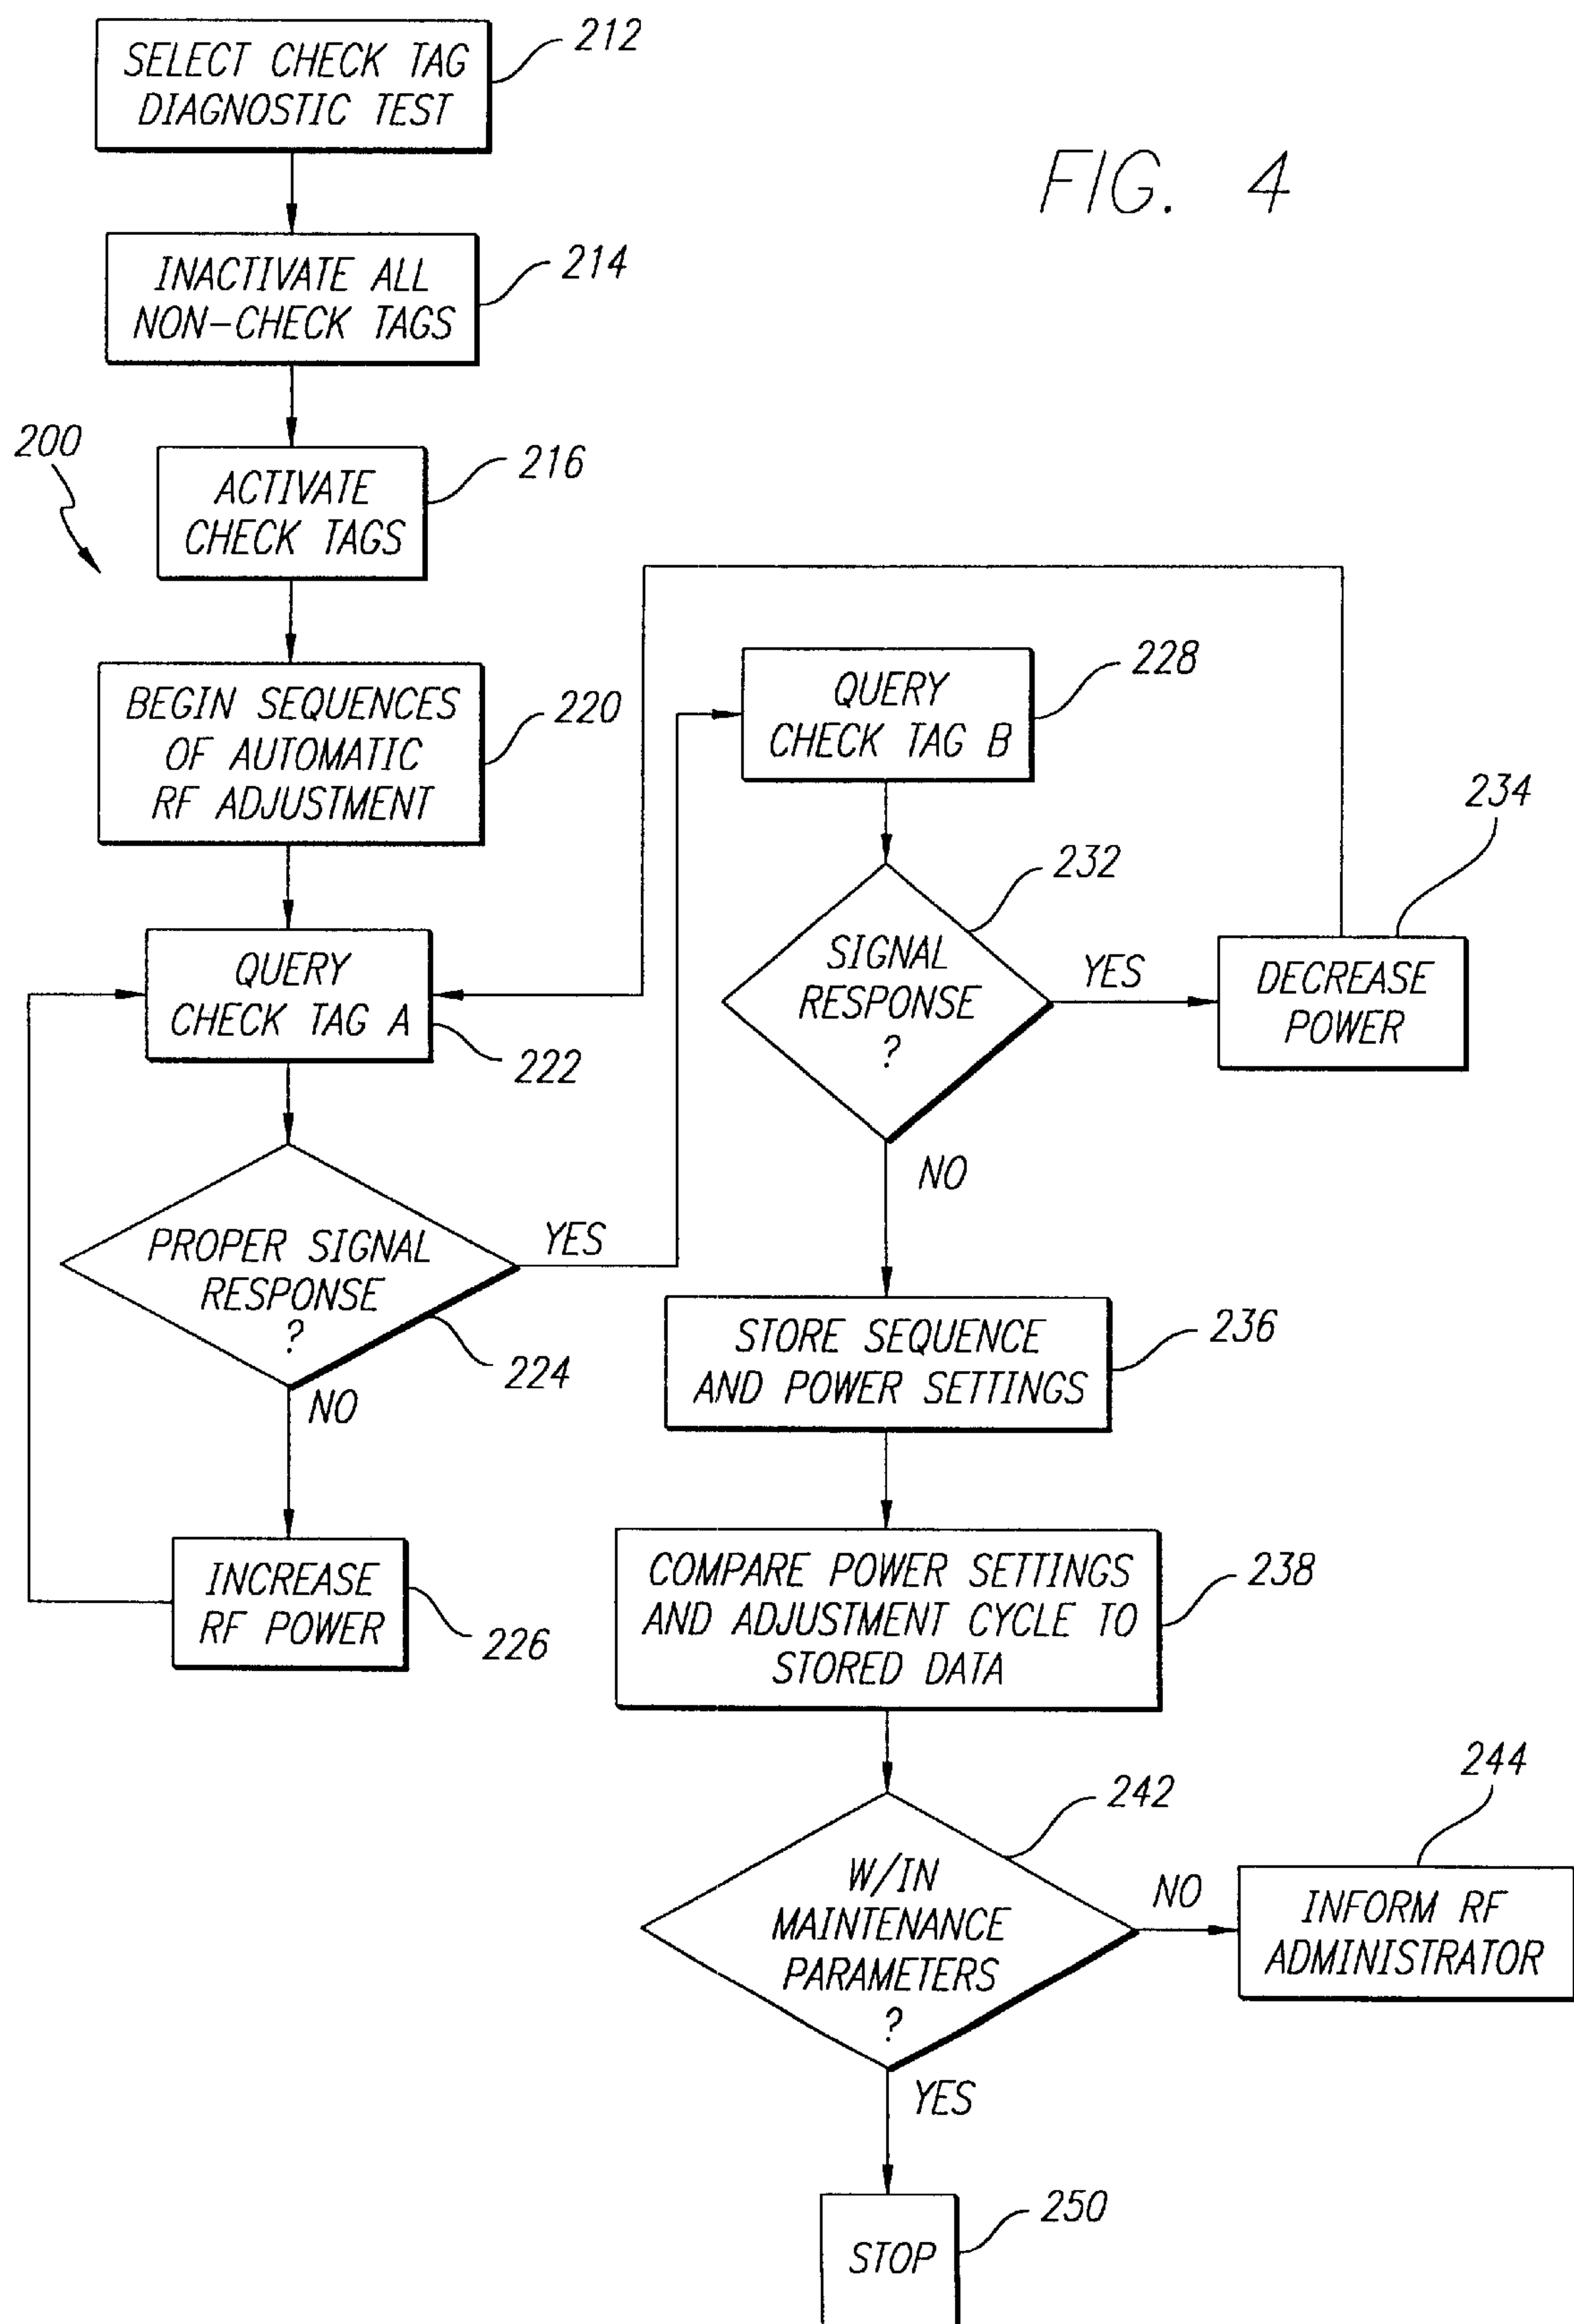 FIG. 4
200
SELECT CHECK TAG
DIAGNOSTIC TEST
212
INACTIVATE ALL
NON-CHECK TAGS
214
ACTIVATE
CHECK TAGS
216
BEGIN SEQUENCES
OF AUTOMATIC
RF ADJUSTMENT
220
QUERY
CHECK TAG A
222
PROPER SIGNAL
RESPONSE
?
224
YES
NO
INCREASE
RF POWER
226
QUERY
CHECK TAG B
228
SIGNAL
RESPONSE
?
232
YES
DECREASE
POWER
234
NO
STORE SEQUENCE
AND POWER SETTINGS
236
COMPARE POWER SETTINGS
AND ADJUSTMENT CYCLE TO
STORED DATA
238
W/IN
MAINTENANCE
PARAMETERS
?
242
NO
INFORM RF
ADMINISTRATOR
244
YES
STOP
250